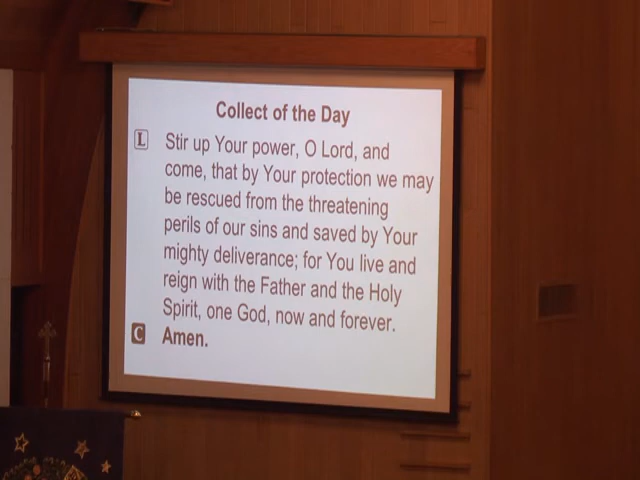 Collect of the Day
L Stir up Your power, O Lord, and
come, that by Your protection we may
be rescued from the threatening
perils of our sins and saved by Your
mighty deliverance; for You live and
reign with the Father and the Holy
Spirit, one God, now and forever.
C Amen.